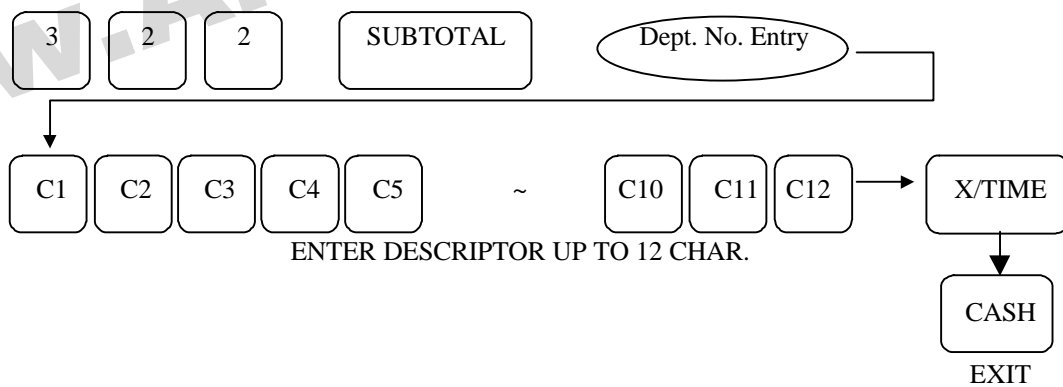 3 2 2 SUBTOTAL Dept. No. Entry
C1 C2 C3 C4 C5 ~ C10 C11 C12 X/TIME
ENTER DESCRIPTOR UP TO 12 CHAR.
CASH
EXIT